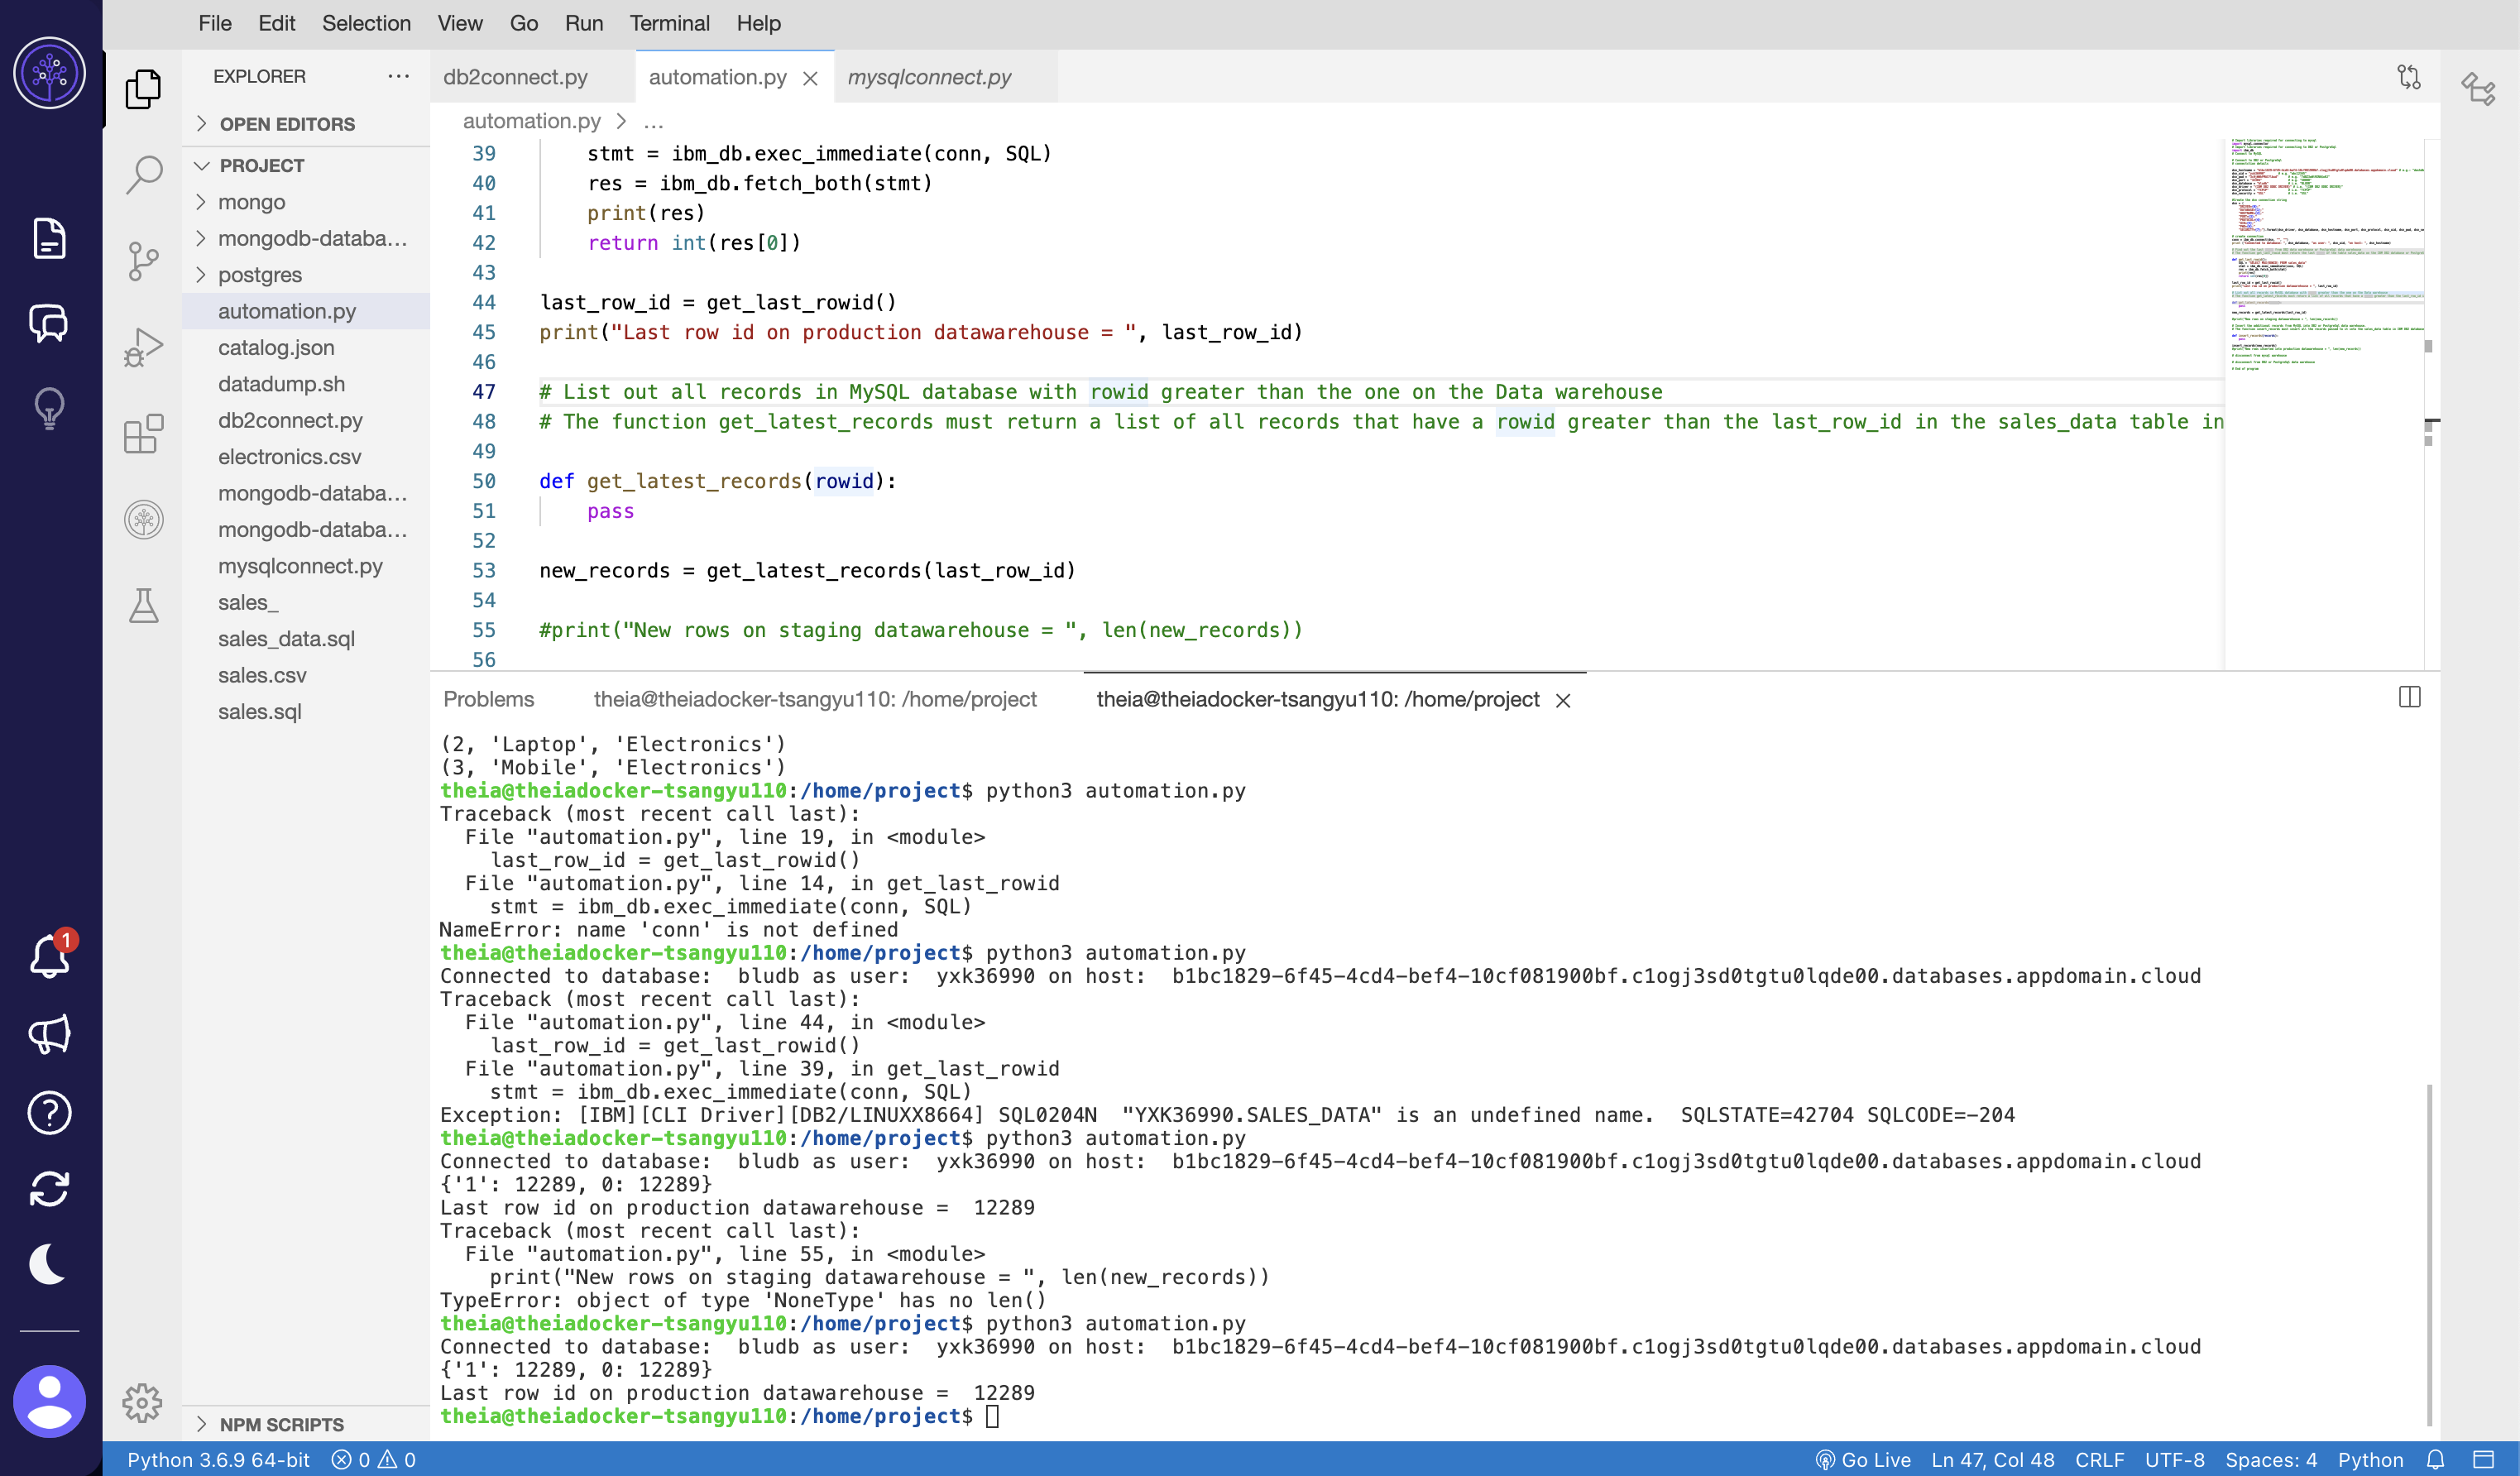 File Edit Selection View Go Run Terminal Help
EXPLORER
OPEN EDITORS
PROJECT
mongo
mongodb-databa...
postgres
automation.py
catalog.json
datadump.sh
db2connect.py
electronics.csv
mongodb-databa...
mongodb-databa...
mysqlconnect.py
sales_
sales_data.sql
sales.csv
sales.sql
NPM SCRIPTS
1
db2connect.py automation.py mysqlconnect.py
automation.py > ...
39 stmt = ibm_db.exec_immediate(conn, SQL)
40 res = ibm_db.fetch_both(stmt)
41 print(res)
42 return int(res[0])
43
44 last_row_id = get_last_rowid()
45 print("Last row id on production datawarehouse = ", last_row_id)
46
47 # List out all records in MySQL database with rowid greater than the one on the Data warehouse
48 # The function get_latest_records must return a list of all records that have a rowid greater than the last_row_id in the sales_data table in
49
50 def get_latest_records(rowid):
51 pass
52
53 new_records = get_latest_records(last_row_id)
54
55 #print("New rows on staging datawarehouse = ", len(new_records))
56
Problems theia@theiadocker-tsangyu110: /home/project theia@theiadocker-tsangyu110: /home/project
(2, 'Laptop', 'Electronics')
(3, 'Mobile', 'Electronics')
theia@theiadocker-tsangyu110:/home/project$ python3 automation.py
Traceback (most recent call last):
File "automation.py", line 19, in <module>
last_row_id = get_last_rowid()
File "automation.py", line 14, in get_last_rowid
stmt = ibm_db.exec_immediate(conn, SQL)
NameError: name 'conn' is not defined
theia@theiadocker-tsangyu110:/home/project$ python3 automation.py
Connected to database:  bludb as user:  yxk36990 on host:  b1bc1829-6f45-4cd4-bef4-10cf081900bf.c1ogj3sd0tgtu0lqde00.databases.appdomain.cloud
Traceback (most recent call last):
File "automation.py", line 44, in <module>
last_row_id = get_last_rowid()
File "automation.py", line 39, in get_last_rowid
stmt = ibm_db.exec_immediate(conn, SQL)
Exception: [IBM][CLI Driver][DB2/LINUXX8664] SQL0204N  "YXK36990.SALES_DATA" is an undefined name.  SQLSTATE=42704 SQLCODE=-204
theia@theiadocker-tsangyu110:/home/project$ python3 automation.py
Connected to database:  bludb as user:  yxk36990 on host:  b1bc1829-6f45-4cd4-bef4-10cf081900bf.c1ogj3sd0tgtu0lqde00.databases.appdomain.cloud
{'1': 12289, 0: 12289}
Last row id on production datawarehouse =  12289
Traceback (most recent call last):
File "automation.py", line 55, in <module>
print("New rows on staging datawarehouse = ", len(new_records))
TypeError: object of type 'NoneType' has no len()
theia@theiadocker-tsangyu110:/home/project$ python3 automation.py
Connected to database:  bludb as user:  yxk36990 on host:  b1bc1829-6f45-4cd4-bef4-10cf081900bf.c1ogj3sd0tgtu0lqde00.databases.appdomain.cloud
{'1': 12289, 0: 12289}
Last row id on production datawarehouse =  12289
theia@theiadocker-tsangyu110:/home/project$
Python 3.6.9 64-bit 0 0 Go Live Ln 47, Col 48 CRLF UTF-8 Spaces: 4 Python